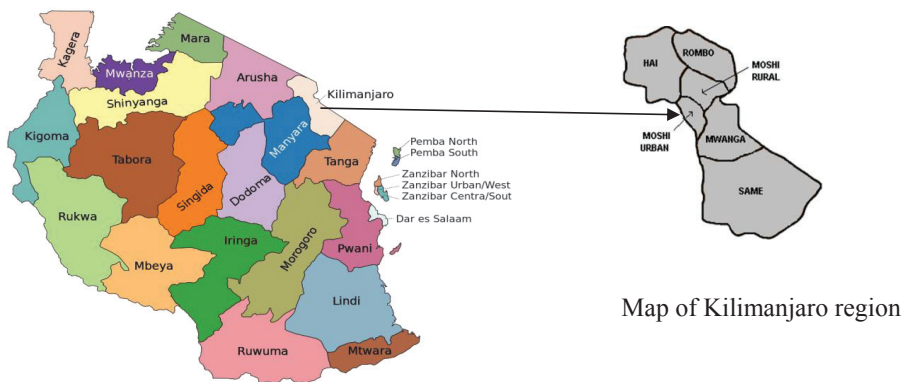 Kagera
Mara
Mwanza
Arusha
Shinyanga
Kilimanjaro
Kigoma
Tabora
Singida
Manyara
Tanga
Pemba North
Pemba South
Zanzibar North
Zanzibar Urban/West
Zanzibar Centra/Sout
Dodoma
Rukwa
Dar es Salaam
Iringa
Morogoro
Pwani
Mbeya
Lindi
Ruwuma
Mtwara
HAI
ROMBO
MOSHI
RURAL
MOSHI
URBAN
MWANGA
SAME
Map of Kilimanjaro region